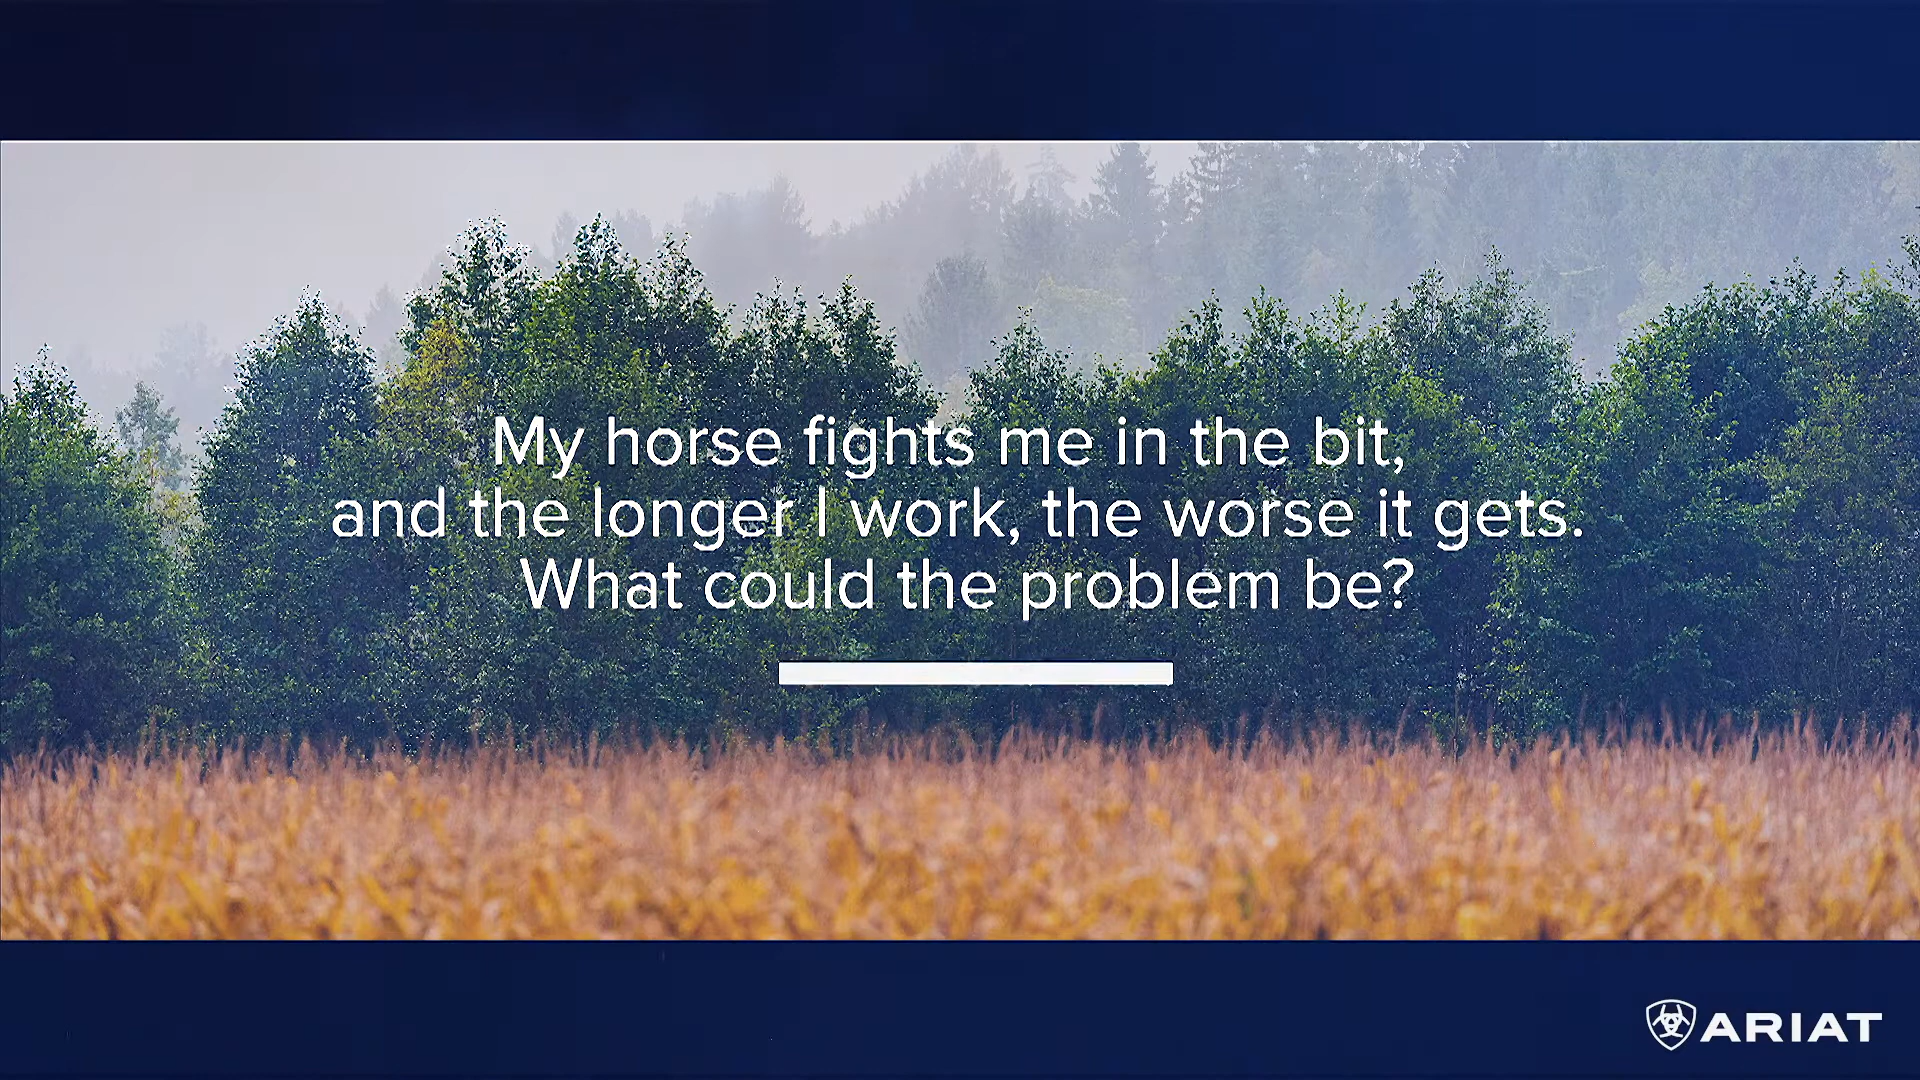 My horse fights me in the bit,
and the longer I work, the worse it gets.
What could the problem be?
ARIAT